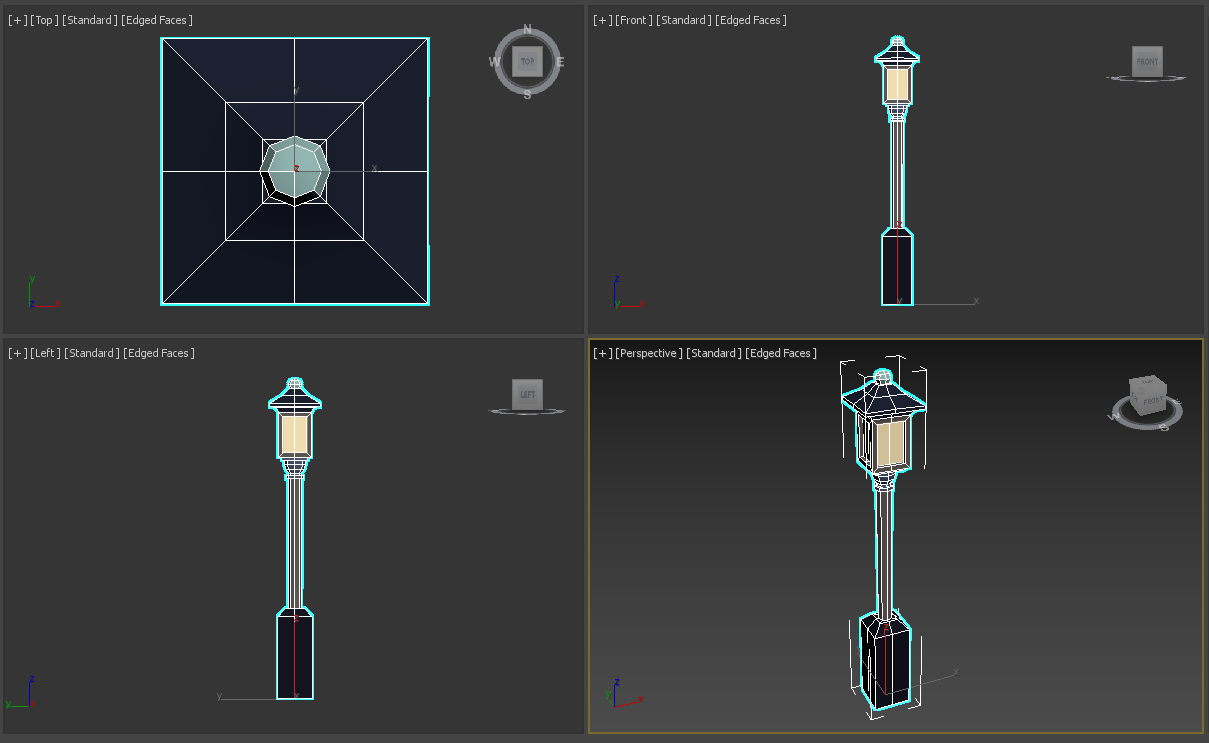 [+] [Top] [Standard] [Edged Faces]
N
W TOP E
S
y
x
z
y
z x
[+] [Front] [Standard] [Edged Faces]
FRONT
z
y x
z
y
x
[+] [Left] [Standard] [Edged Faces]
LEFT
z
y x
z
y
[+] [Perspective] [Standard] [Edged Faces]
FRONT
W
S
z
x
z
y x